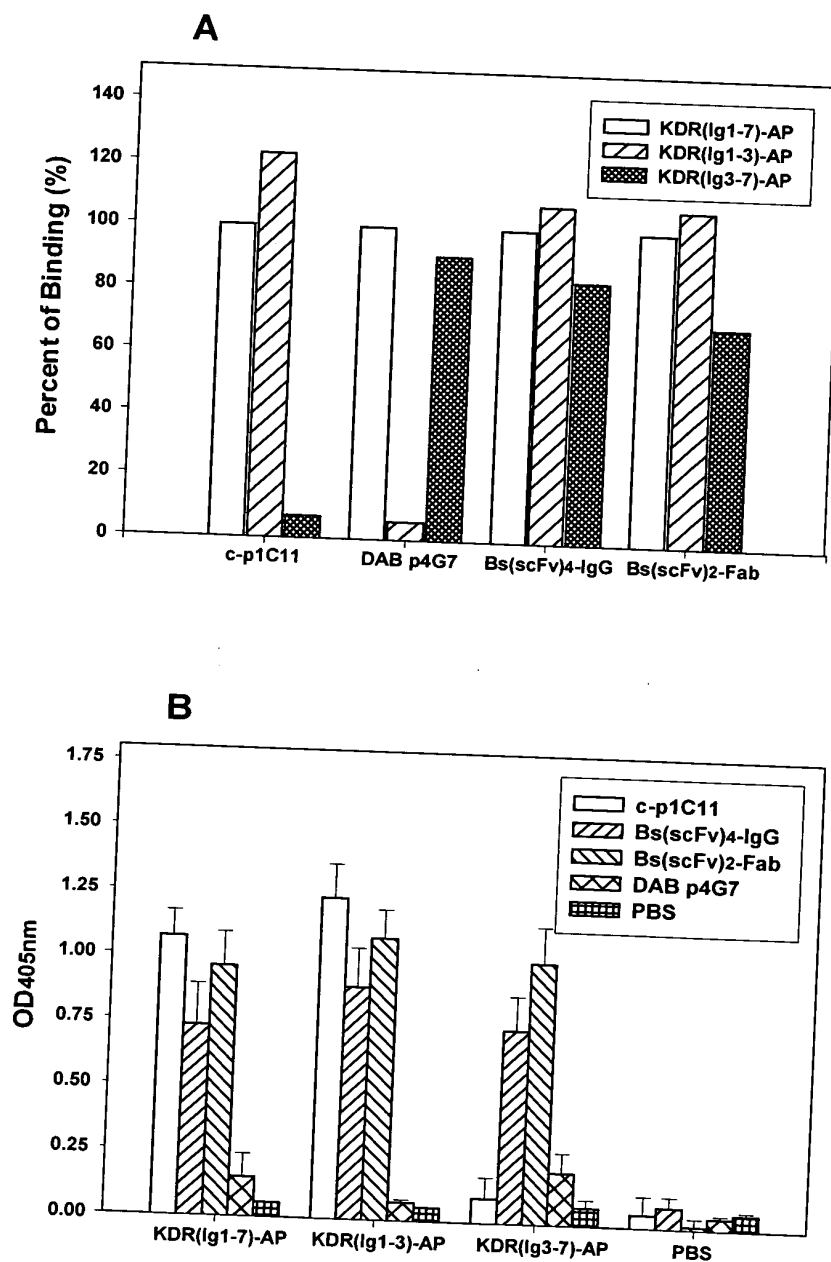 A
140
120
100
80
60
40
20
0
Percent of Binding (%)
KDR(Ig1-7)-AP
KDR(Ig1-3)-AP
KDR(Ig3-7)-AP
c-p1C11
DAB p4G7
Bs(scFv)4-IgG
Bs(scFv)2-Fab
B
1.75
1.50
1.25
1.00
0.75
0.50
0.25
0.00
OD405nm
c-p1C11
Bs(scFv)4-IgG
Bs(scFv)2-Fab
DAB p4G7
PBS
KDR(Ig1-7)-AP
KDR(Ig1-3)-AP
KDR(Ig3-7)-AP
PBS